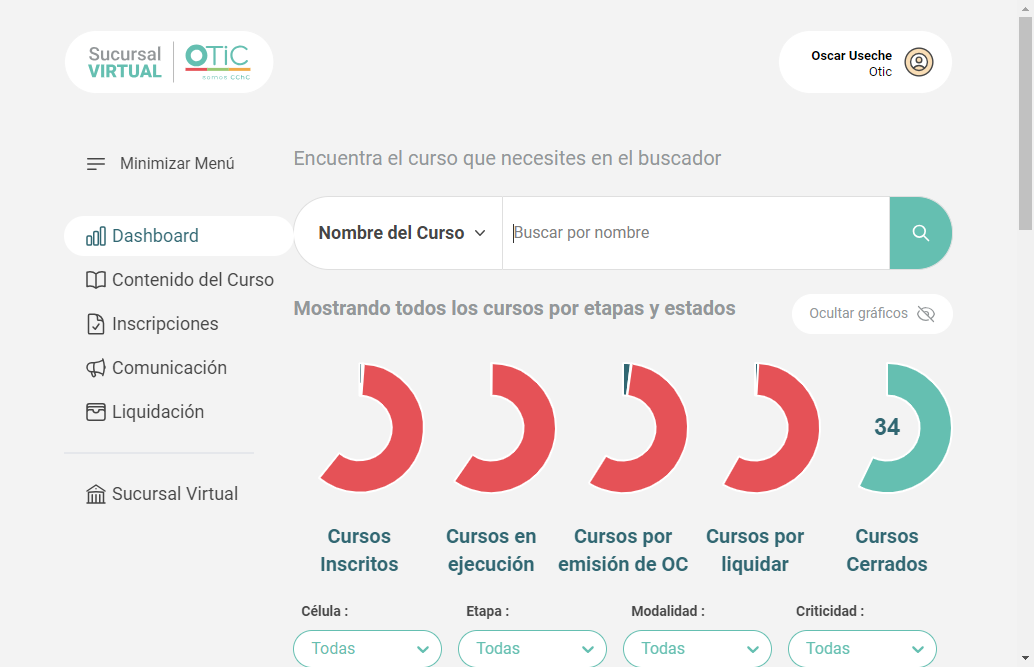 Sucursal
VIRTUAL
OTiC
somos CChC
Oscar Useche
Otic
Minimizar Menú
Dashboard
Contenido del Curso
Inscripciones
Comunicación
Liquidación
Sucursal Virtual
Encuentra el curso que necesites en el buscador
Nombre del Curso
Buscar por nombre
Mostrando todos los cursos por etapas y estados
Ocultar gráficos
34
Cursos
Inscritos
Cursos en
ejecución
Cursos por
emisión de OC
Cursos por
liquidar
Cursos
Cerrados
Célula :
Etapa :
Modalidad :
Criticidad :
Todas
Todas
Todas
Todas